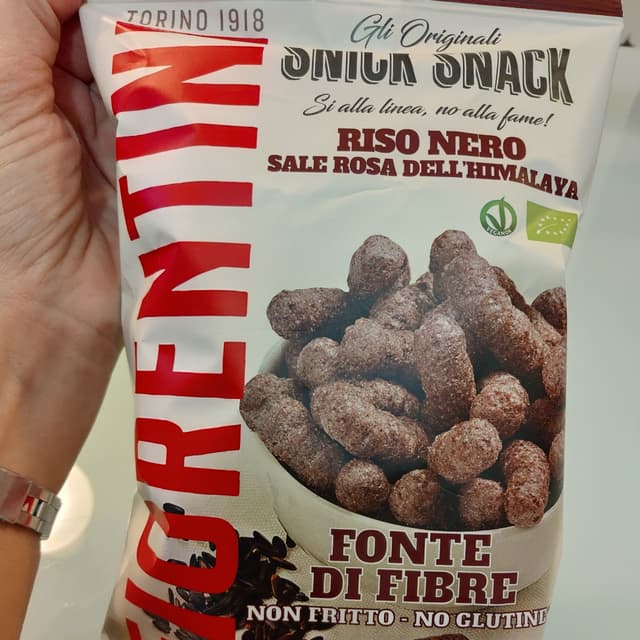 TORINO 1918
FIORENTINI
Gli Originali
SNICK SNACK
Si alla linea, no alla fame!
RISO NERO
SALE ROSA DELL'HIMALAYA
VEGANOK
FONTE
DI FIBRE
NON FRITTO - NO GLUTINE